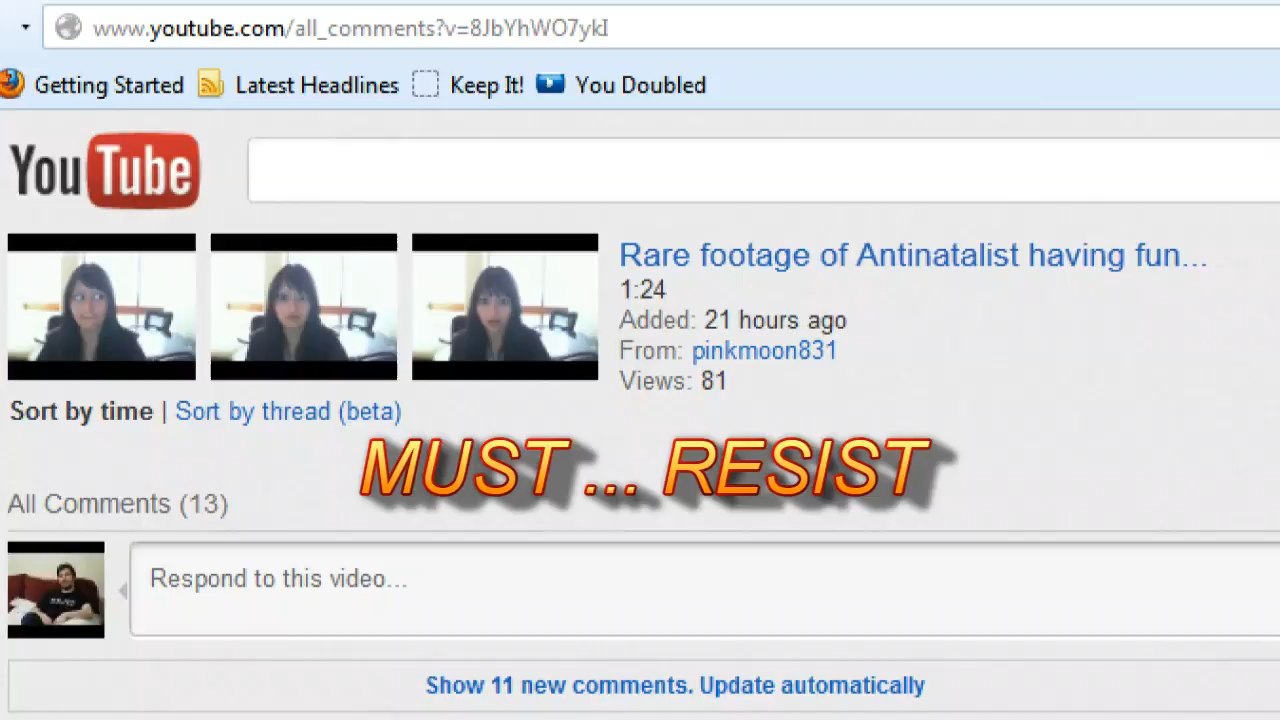 www.youtube.com/all_comments?v=8JbYhWO7ykI
Getting Started Latest Headlines Keep It! You Doubled
YouTube
Rare footage of Antinatalist having fun...
1:24
Added: 21 hours ago
From: pinkmoon831
Views: 81
Sort by time | Sort by thread (beta)
MUST ... RESIST
All Comments (13)
Respond to this video...
Show 11 new comments. Update automatically